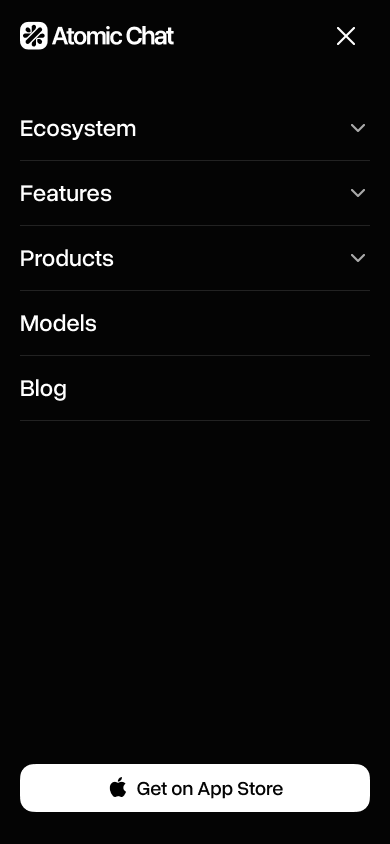 Atomic Chat
Ecosystem
Features
Products
Models
Blog
Get on App Store